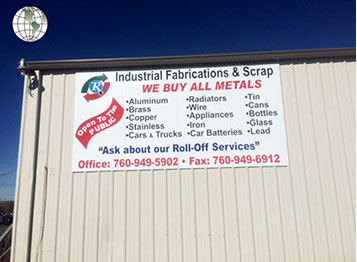 Industrial Fabrications & Scrap
WE BUY ALL METALS
R
Open To The
PUBLIC
•Aluminum •Radiators •Tin
•Brass •Wire •Cans
•Copper •Appliances •Bottles
•Stainless •Iron •Glass
•Cars & Trucks •Car Batteries •Lead
"Ask about our Roll-Off Services"
Office: 760-949-5902 • Fax: 760-949-6912